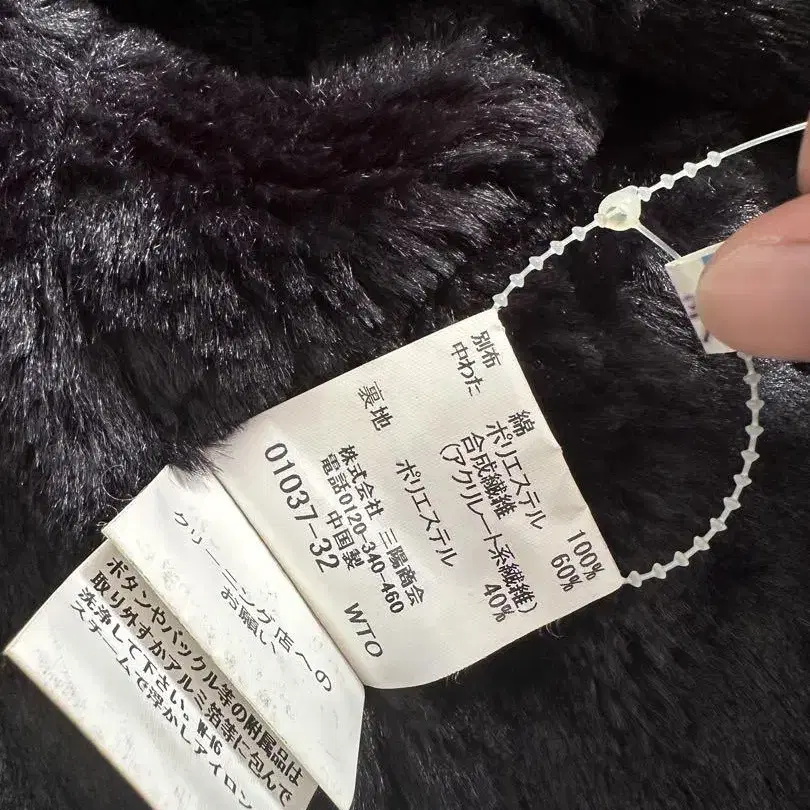 別布 綿 100%
中わた ポリエステル 60%
合成繊維
(アクリレート系繊維) 40%
裏地 ポリエステル
株式会社 三陽商会
電話0120-340-460
中国製
01037-32 WTO
クリーニング店への
お願い、
ボタンやバックル等の附属品は
取り外すかアルミ箔等に包んで
洗浄して下さい。W-16
スチームで浮かしアイロン